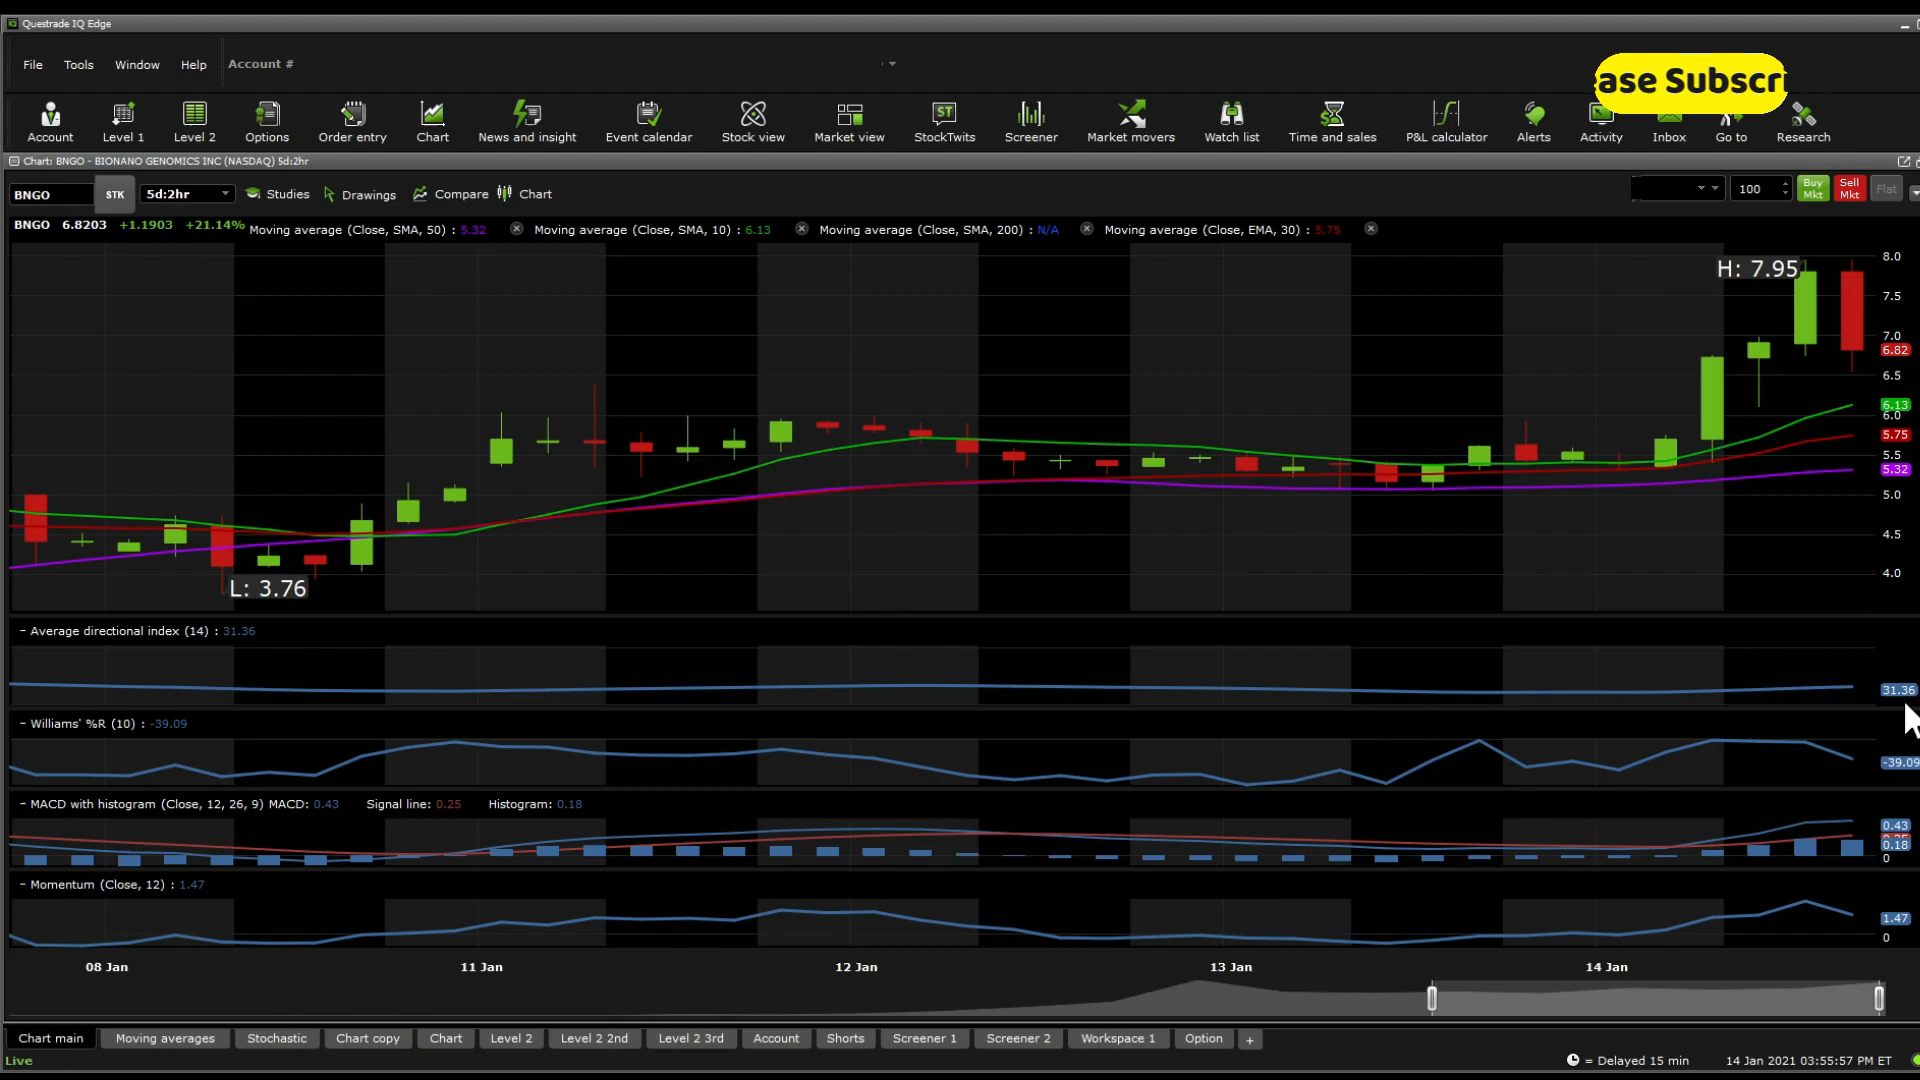 Questrade IQ Edge
File Tools Window Help Account #
ase Subscr
Account Level 1 Level 2 Options Order entry Chart News and insight Event calendar Stock view Market view StockTwits Screener Market movers Watch list Time and sales P&L calculator Alerts Activity Inbox Go to Research
Chart: BNGO - BIONANO GENOMICS INC (NASDAQ) 5d:2hr
BNGO STK 5d:2hr Studies Drawings Compare Chart 100 Buy Mkt Sell Mkt Flat
BNGO 6.8203 +1.1903 +21.14% Moving average (Close, SMA, 50) : 5.32 Moving average (Close, SMA, 10) : 6.13 Moving average (Close, SMA, 200) : N/A Moving average (Close, EMA, 30) : 5.75
H: 7.95
L: 3.76
8.0
7.5
7.0
6.82
6.5
6.13
6.0
5.75
5.5
5.32
5.0
4.5
4.0
- Average directional index (14) : 31.36
31.36
- Williams' %R (10) : -39.09
-39.09
- MACD with histogram (Close, 12, 26, 9) MACD: 0.43 Signal line: 0.25 Histogram: 0.18
0.43
0.25
0.18
0
- Momentum (Close, 12) : 1.47
1.47
0
08 Jan 11 Jan 12 Jan 13 Jan 14 Jan
Chart main Moving averages Stochastic Chart copy Chart Level 2 Level 2 2nd Level 2 3rd Account Shorts Screener 1 Screener 2 Workspace 1 Option +
Live = Delayed 15 min 14 Jan 2021 03:55:57 PM ET